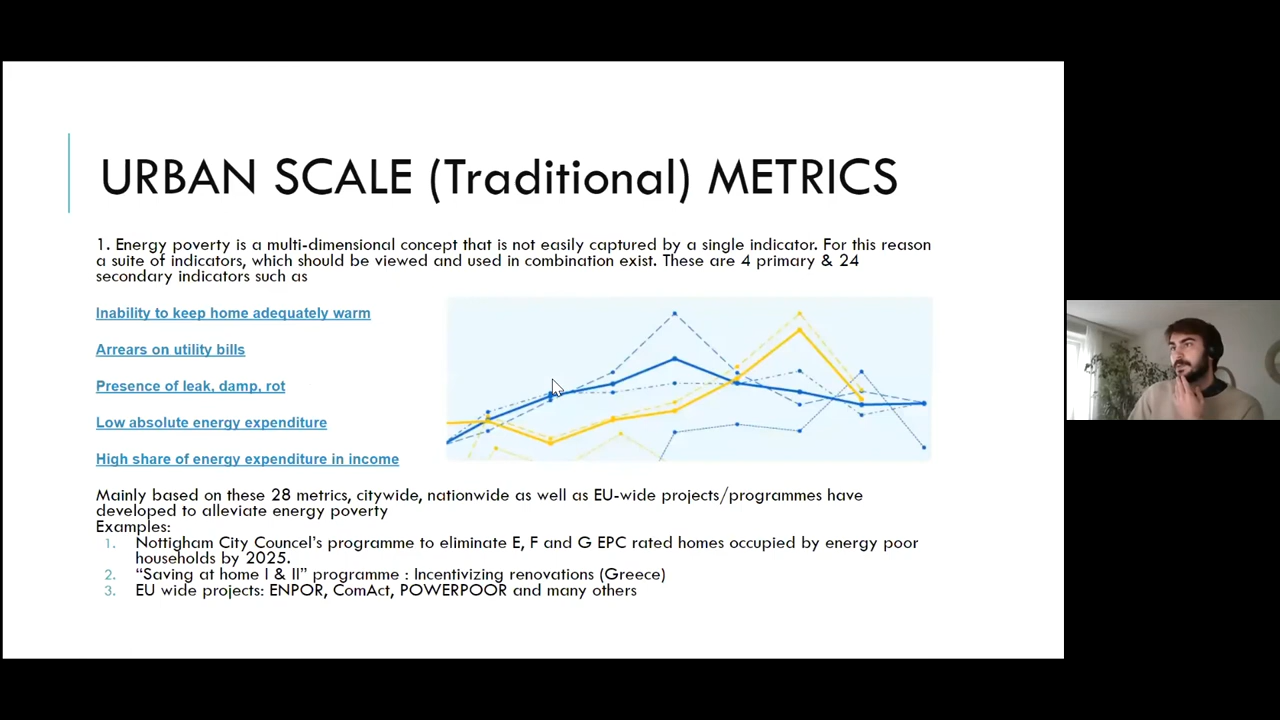 URBAN SCALE (Traditional) METRICS
1. Energy poverty is a multi-dimensional concept that is not easily captured by a single indicator. For this reason
a suite of indicators, which should be viewed and used in combination exist. These are 4 primary & 24
secondary indicators such as
Inability to keep home adequately warm
Arrears on utility bills
Presence of leak, damp, rot
Low absolute energy expenditure
High share of energy expenditure in income
Mainly based on these 28 metrics, citywide, nationwide as well as EU-wide projects/programmes have
developed to alleviate energy poverty
Examples:
1. Nottigham City Councel's programme to eliminate E, F and G EPC rated homes occupied by energy poor
households by 2025.
2. “Saving at home I & II” programme : Incentivizing renovations (Greece)
3. EU wide projects: ENPOR, ComAct, POWERPOOR and many others